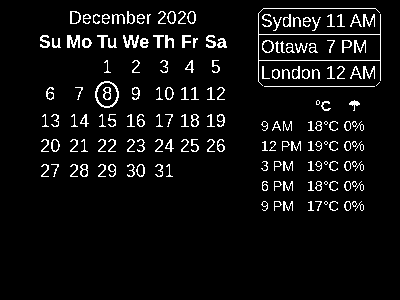 December 2020
Su Mo Tu We Th Fr Sa
1 2 3 4 5
6 7 8 9 10 11 12
13 14 15 16 17 18 19
20 21 22 23 24 25 26
27 28 29 30 31
Sydney 11 AM
Ottawa 7 PM
London 12 AM
°C ☂
9 AM 18°C 0%
12 PM 19°C 0%
3 PM 19°C 0%
6 PM 18°C 0%
9 PM 17°C 0%